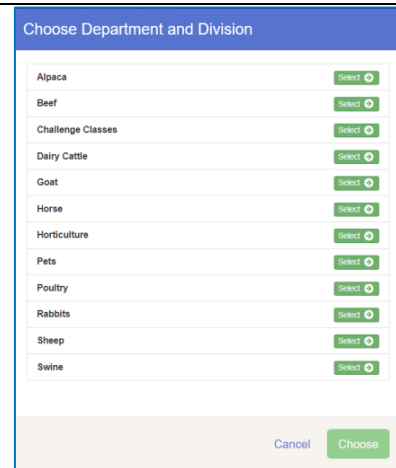 Choose Department and Division
Alpaca Select
Beef Select
Challenge Classes Select
Dairy Cattle Select
Goat Select
Horse Select
Horticulture Select
Pets Select
Poultry Select
Rabbits Select
Sheep Select
Swine Select
Cancel Choose